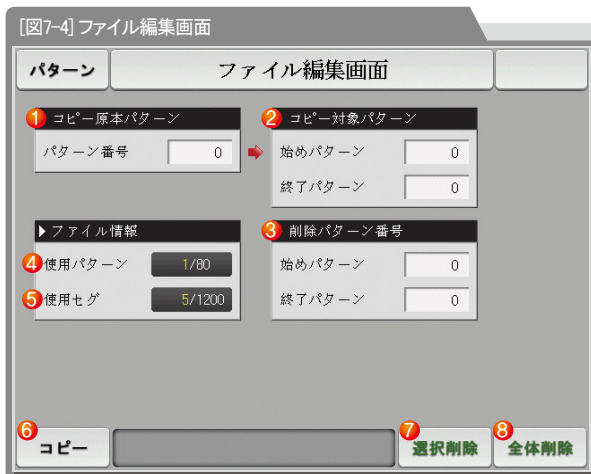 [図7-4] ファイル編集画面
パターン
ファイル編集画面
1 コピー原本パターン
パターン番号 0
2 コピー対象パターン
始めパターン 0
終了パターン 0
▶ファイル情報
4 使用パターン 1/80
5 使用セグ 5/1200
3 削除パターン番号
始めパターン 0
終了パターン 0
6 コピー
7 選択削除
8 全体削除